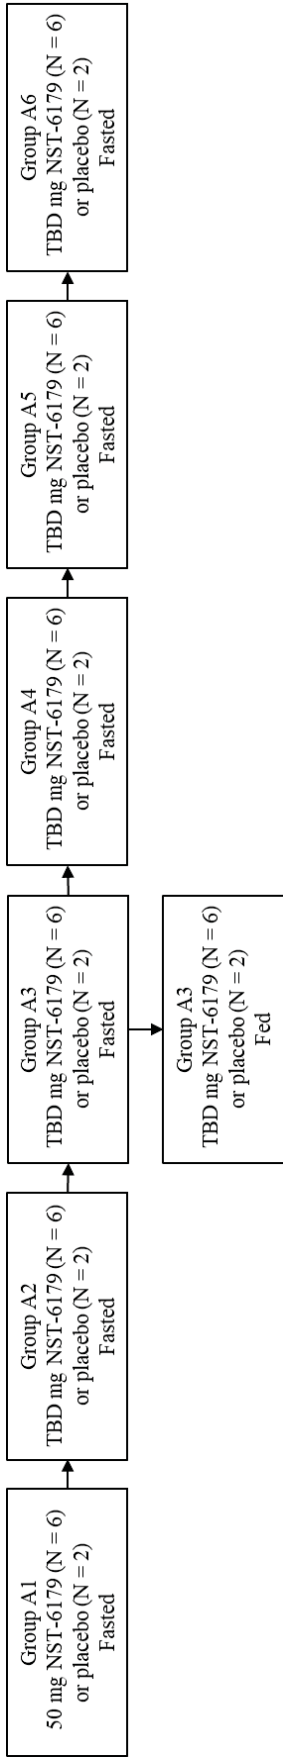 Group A1
50 mg NST-6179 (N = 6)
or placebo (N = 2)
Fasted
Group A2
TBD mg NST-6179 (N = 6)
or placebo (N = 2)
Fasted
Group A3
TBD mg NST-6179 (N = 6)
or placebo (N = 2)
Fasted
Group A3
TBD mg NST-6179 (N = 6)
or placebo (N = 2)
Fed
Group A4
TBD mg NST-6179 (N = 6)
or placebo (N = 2)
Fasted
Group A5
TBD mg NST-6179 (N = 6)
or placebo (N = 2)
Fasted
Group A6
TBD mg NST-6179 (N = 6)
or placebo (N = 2)
Fasted